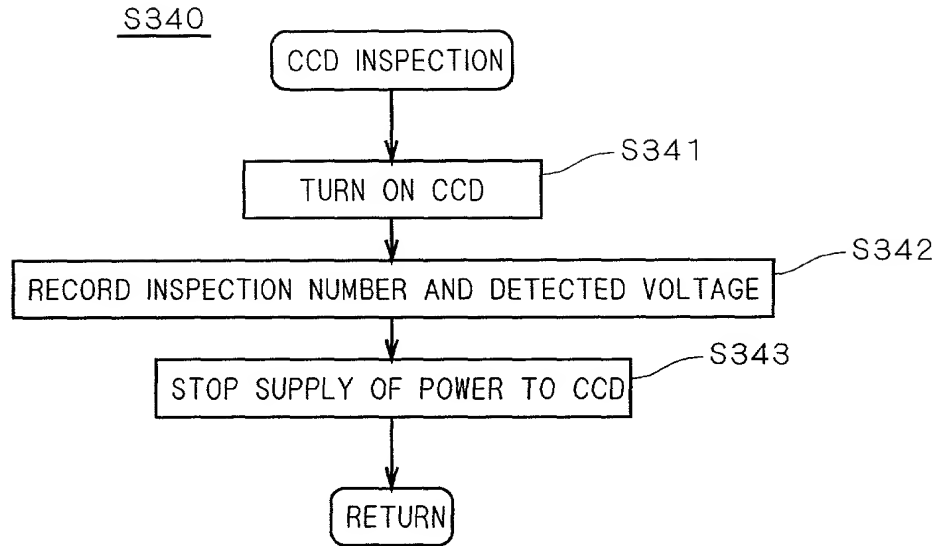 S340
CCD INSPECTION
S341
TURN ON CCD
S342
RECORD INSPECTION NUMBER AND DETECTED VOLTAGE
S343
STOP SUPPLY OF POWER TO CCD
RETURN